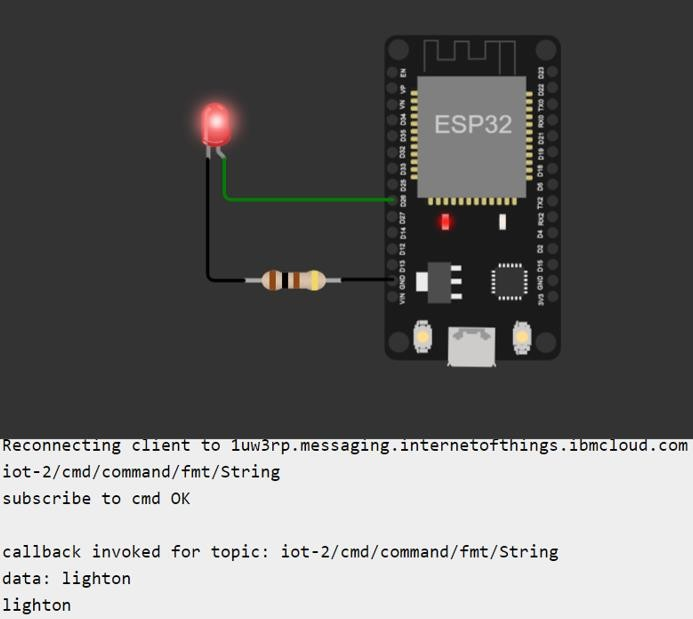 ESP32
EN
VP
VN
D34
D35
D32
D33
D25
D26
D27
D14
D12
D13
GND
VIN
D23
D22
TX0
RX0
D21
D19
D18
D5
TX2
RX2
D4
D2
D15
GND
3V3
Reconnecting client to 1uw3rp.messaging.internetofthings.ibmcloud.com
iot-2/cmd/command/fmt/String
subscribe to cmd OK
callback invoked for topic: iot-2/cmd/command/fmt/String
data: lighton
lighton